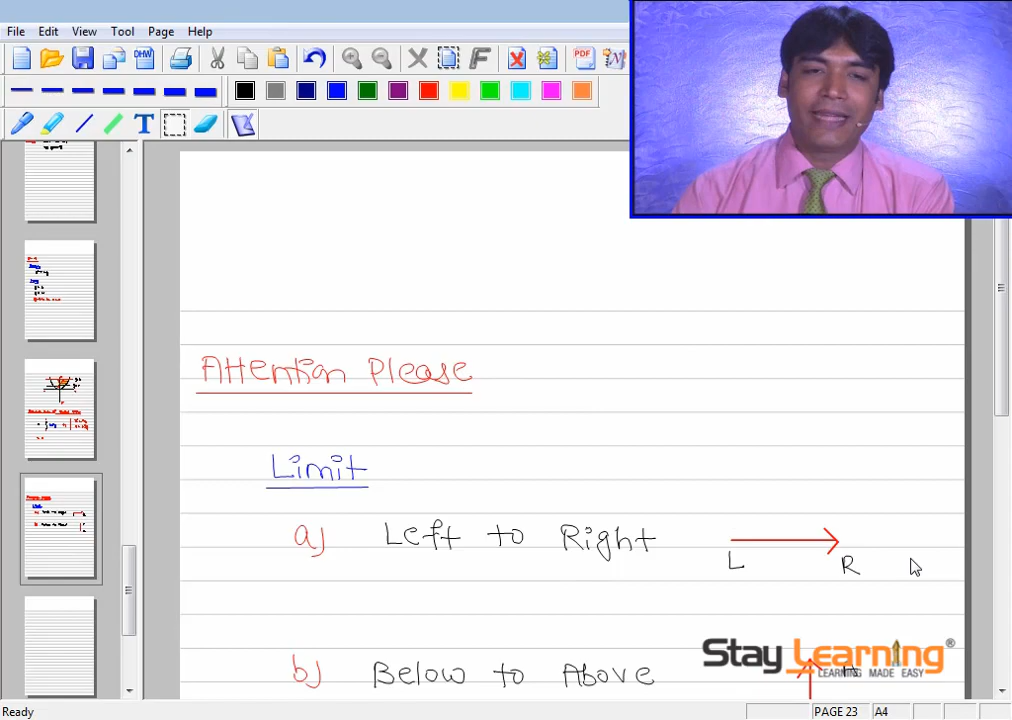 File Edit View Tool Page Help
PDF
Attention Please
Limit
a) Left to Right
L R
Stay Learning®
LEARNING MADE EASY
b) Below to Above
Ready PAGE 23 A4